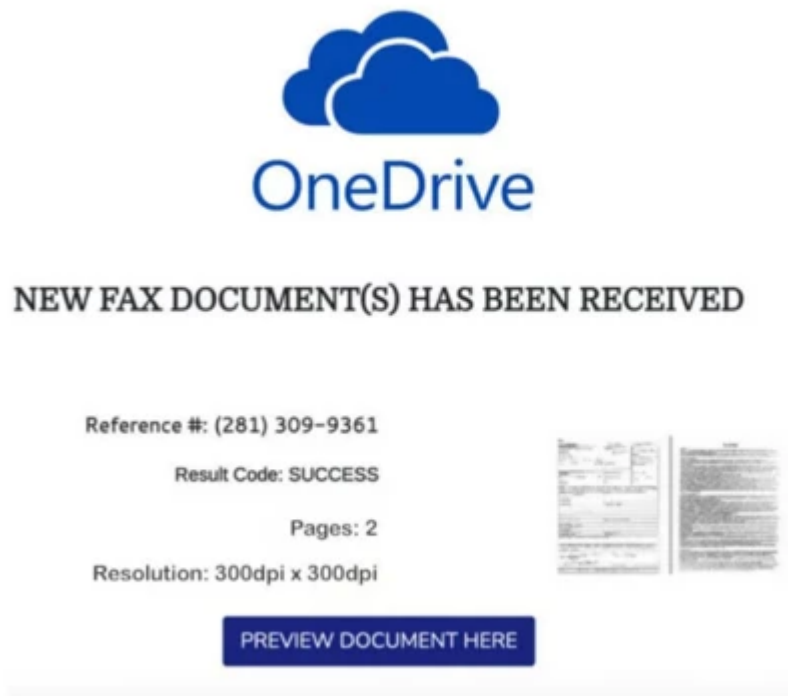 OneDrive
NEW FAX DOCUMENT(S) HAS BEEN RECEIVED
Reference #: (281) 309-9361
Result Code: SUCCESS
Pages: 2
Resolution: 300dpi x 300dpi
PREVIEW DOCUMENT HERE